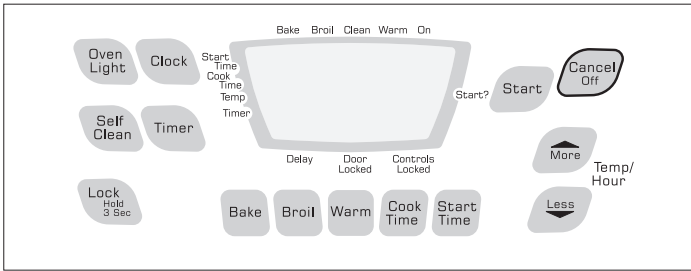 Bake Broil Clean Warm On
Oven
Light
Clock
Start
Time
Cook
Time
Temp
Timer
Start?
Start
Cancel
Off
Self
Clean
Timer
More
Temp/
Hour
Less
Delay
Door
Locked
Controls
Locked
Lock
Hold
3 Sec
Bake
Broil
Warm
Cook
Time
Start
Time